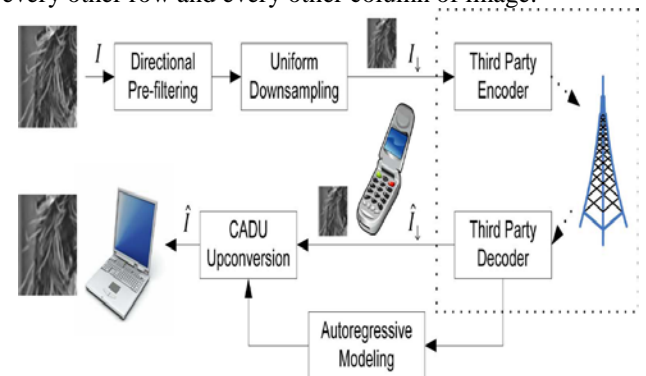 every other row and every other column of image.
I
Directional
Pre-filtering
Uniform
Downsampling
I↓
Third Party
Encoder
Î
CADU
Upconversion
Î↓
Third Party
Decoder
Autoregressive
Modeling